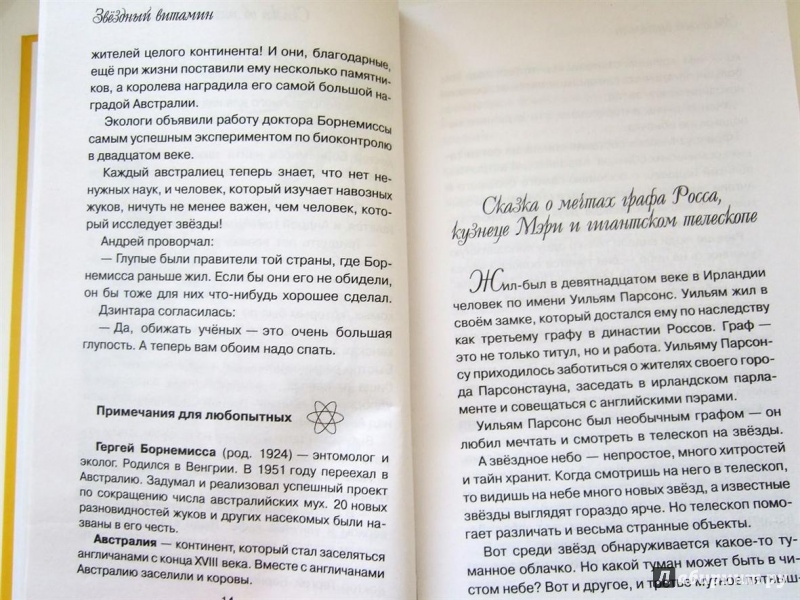 Звёздный витамин
жителей целого континента! И они, благодарные,
ещё при жизни поставили ему несколько памятни-
ков, а королева наградила его самой большой на-
градой Австралии.
Экологи объявили работу доктора Борнемиссы
самым успешным экспериментом по биоконтролю
в двадцатом веке.
Каждый австралиец теперь знает, что нет не-
нужных наук, и человек, который изучает навозных
жуков, ничуть не менее важен, чем человек, кото-
рый исследует звёзды!
Андрей проворчал:
— Глупые были правители той страны, где Бор-
немисса раньше жил. Если бы они его не обидели,
он бы тоже для них что-нибудь хорошее сделал.
Дзинтара согласилась:
— Да, обижать учёных — это очень большая
глупость. А теперь вам обоим надо спать.
Примечания для любопытных
Гергей Борнемисса (род. 1924) — энтомолог и
эколог. Родился в Венгрии. В 1951 году переехал в
Австралию. Задумал и реализовал успешный проект
по сокращению числа австралийских мух. 20 новых
разновидностей жуков и других насекомых были на-
званы в его честь.
Австралия — континент, который стал заселяться
англичанами с конца XVIII века. Вместе с англичанами
Австралию заселили и коровы.
14
Сказка о мечтах графа Росса,
кузнеце Мэри и гигантском телескопе
Жил-был в девятнадцатом веке в Ирландии
человек по имени Уильям Парсонс. Уильям жил в
своём замке, который достался ему по наследству
как третьему графу в династии Россов. Граф —
это не только титул, но и работа. Уильяму Парсон-
су приходилось заботиться о жителях своего горо-
да Парсонстауна, заседать в ирландском парла-
менте и совещаться с английскими пэрами.
Уильям Парсонс был необычным графом — он
любил мечтать и смотреть в телескоп на звёзды.
А звёздное небо — непростое, много хитростей
и тайн хранит. Когда смотришь на него в телескоп,
то видишь на небе много новых звёзд, а известные
звёзды выглядят гораздо ярче. Но телескоп помо-
гает различать и весьма странные объекты.
Вот среди звёзд обнаруживается какое-то ту-
манное облачко. Но какой туман может быть в чи-
стом небе? Вот и другое, и третье мутное пятныш-